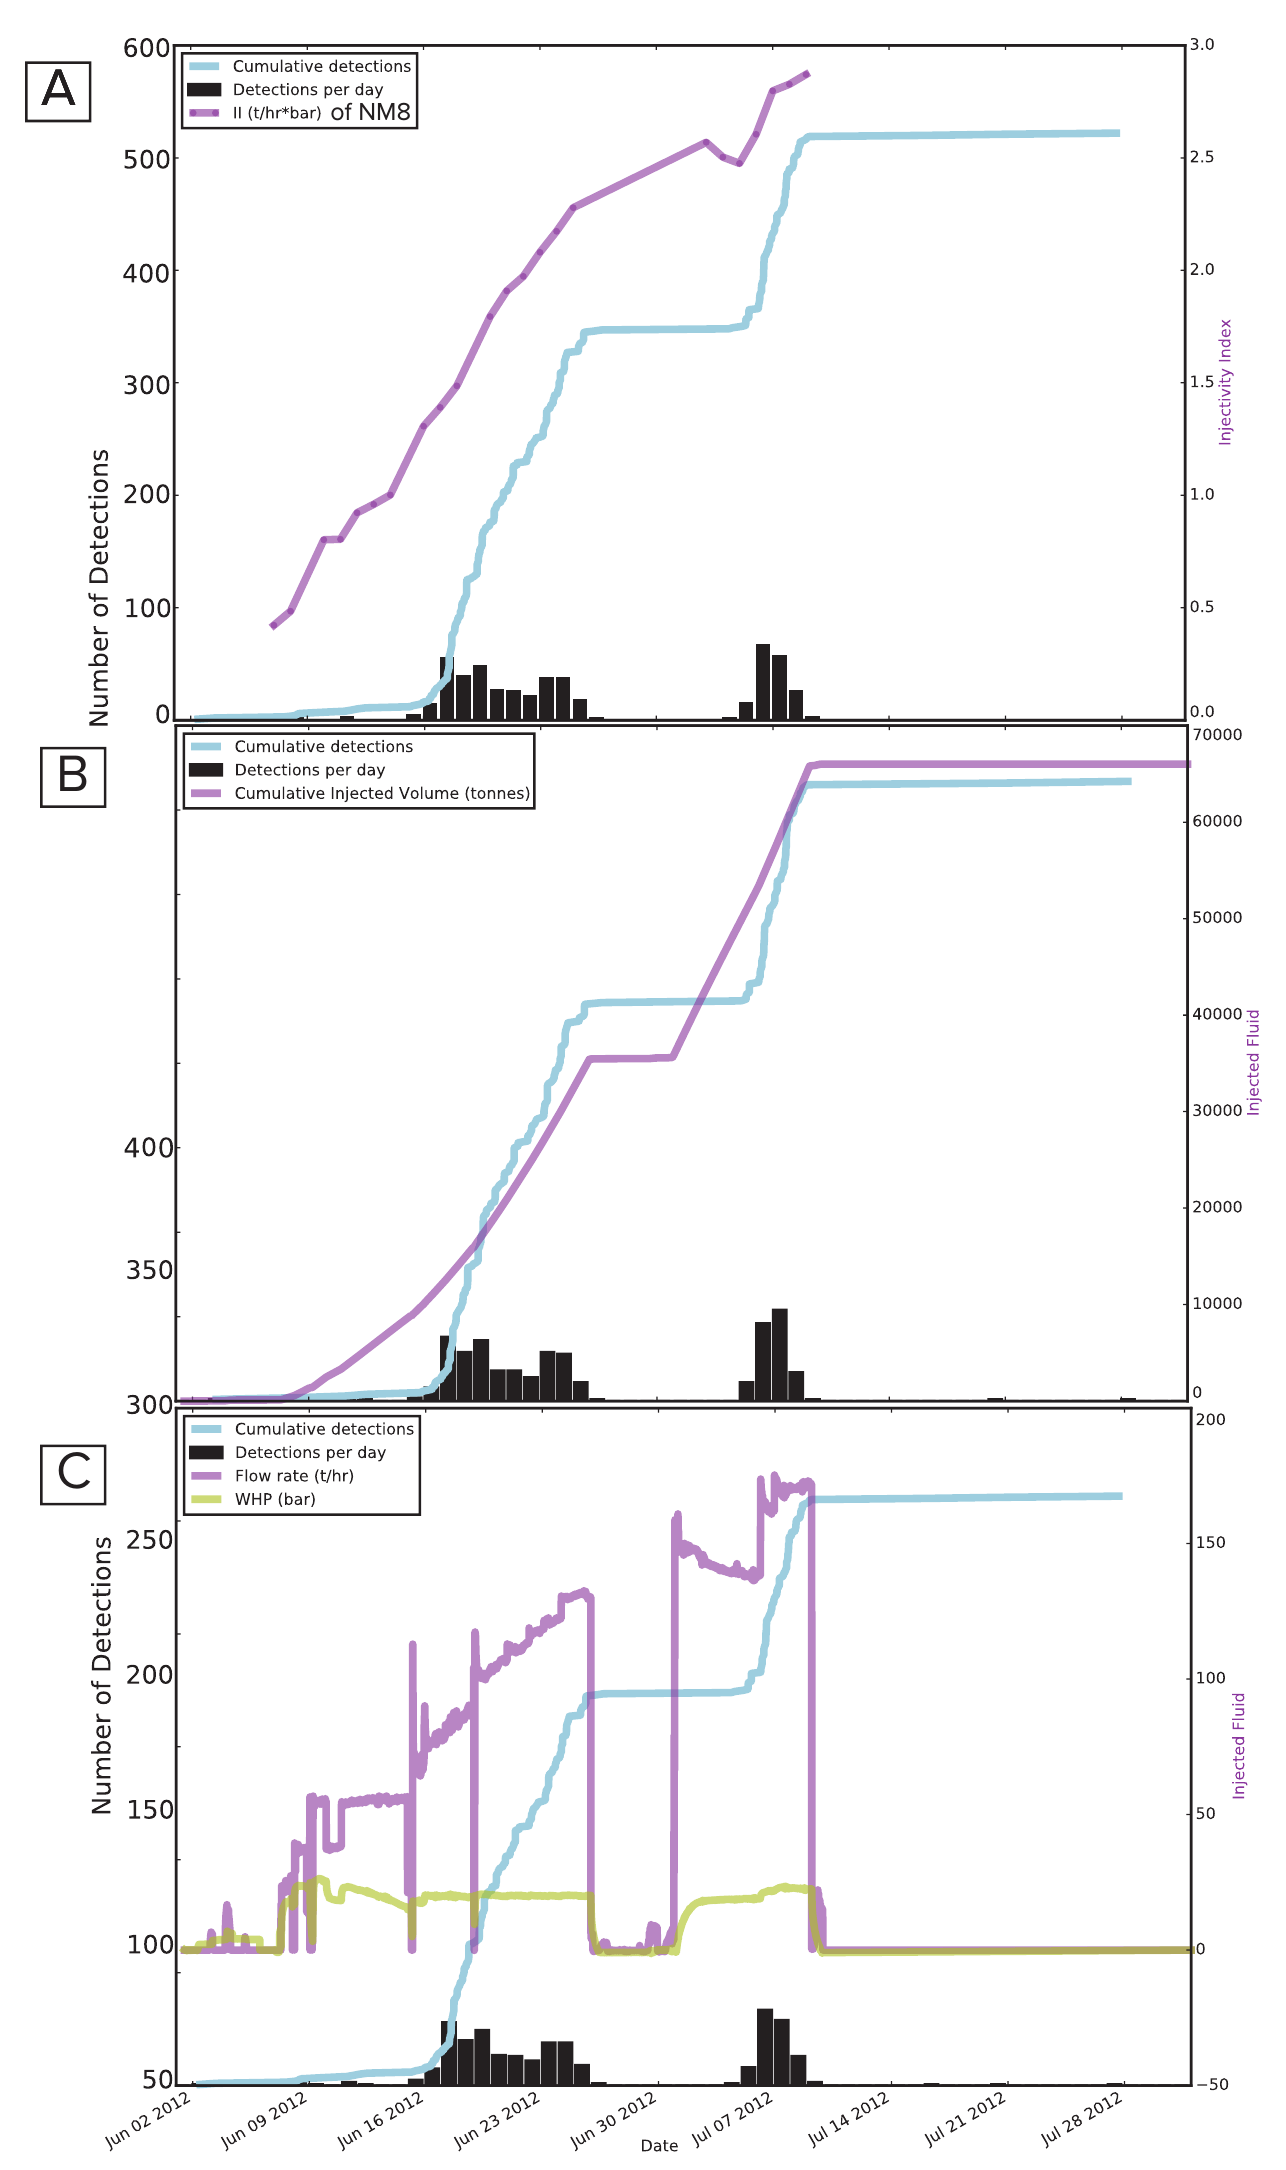 A
600
500
400
300
200
100
0
Number of Detections
Cumulative detections
Detections per day
II (t/hr*bar) of NM8
3.0
2.5
2.0
1.5
1.0
0.5
0.0
Injectivity Index
B
400
350
300
Cumulative detections
Detections per day
Cumulative Injected Volume (tonnes)
70000
60000
50000
40000
30000
20000
10000
0
Injected Fluid
C
250
200
150
100
50
Number of Detections
Cumulative detections
Detections per day
Flow rate (t/hr)
WHP (bar)
200
150
100
50
0
−50
Injected Fluid
Jun 02 2012
Jun 09 2012
Jun 16 2012
Jun 23 2012
Jun 30 2012
Jul 07 2012
Jul 14 2012
Jul 21 2012
Jul 28 2012
Date